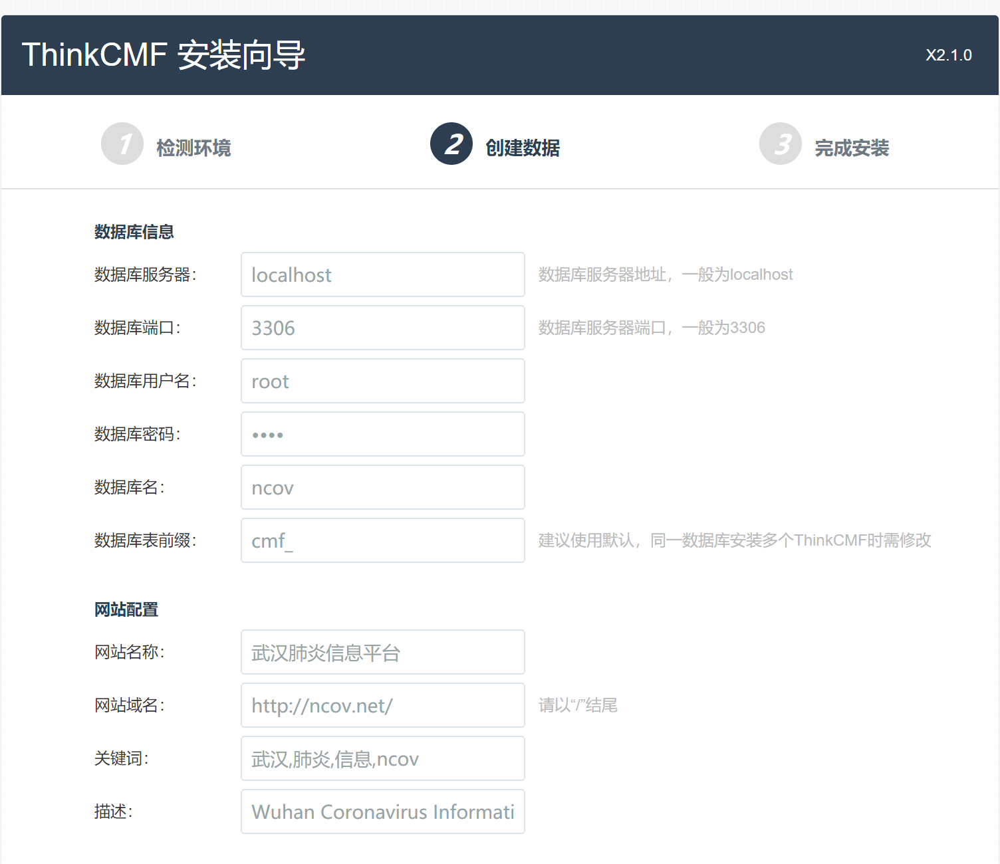 ThinkCMF 安装向导
X2.1.0
1 检测环境
2 创建数据
3 完成安装
数据库信息
数据库服务器： localhost 数据库服务器地址，一般为localhost
数据库端口： 3306 数据库服务器端口，一般为3306
数据库用户名： root
数据库密码： ••••
数据库名： ncov
数据库表前缀： cmf_ 建议使用默认，同一数据库安装多个ThinkCMF时需修改
网站配置
网站名称： 武汉肺炎信息平台
网站域名： http://ncov.net/ 请以“/”结尾
关键词： 武汉,肺炎,信息,ncov
描述： Wuhan Coronavirus Informati